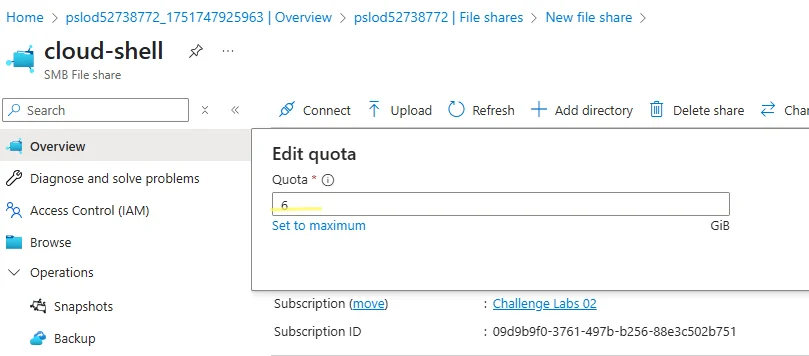 Home > pslod52738772_1751747925963 | Overview > pslod52738772 | File shares > New file share >
cloud-shell
SMB File share
Search
Connect Upload Refresh Add directory Delete share Chan
Overview
Diagnose and solve problems
Access Control (IAM)
Browse
Operations
Snapshots
Backup
Edit quota
Quota *
6
Set to maximum GiB
Subscription (move) : Challenge Labs 02
Subscription ID : 09d9b9f0-3761-497b-b256-88e3c502b751